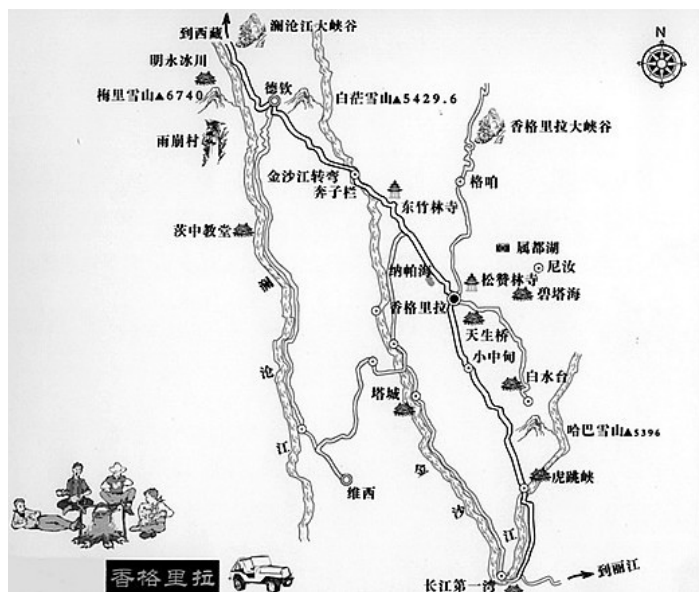 到西藏
澜沧江大峡谷
N
明永冰川
梅里雪山▲6740
德钦
白茫雪山▲5429.6
香格里拉大峡谷
雨崩村
金沙江转弯
奔子栏
格咱
东竹林寺
茨中教堂
属都湖
纳帕海
尼汝
松赞林寺
碧塔海
香格里拉
澜
沧
江
天生桥
小中甸
白水台
塔城
哈巴雪山▲5396
虎跳峡
维西
金
沙
江
长江第一湾
到丽江
香格里拉